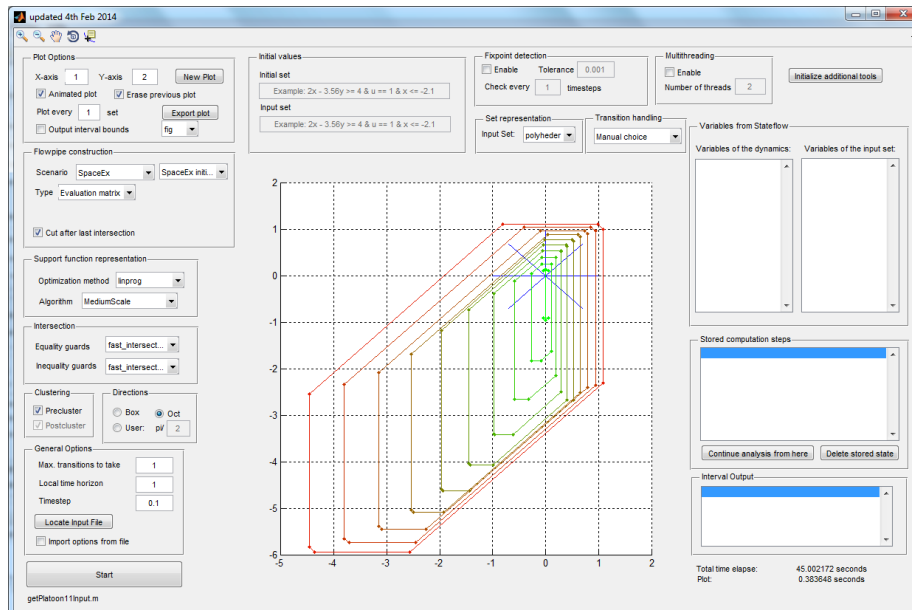 updated 4th Feb 2014
Plot Options
X-axis 1 Y-axis 2 New Plot
Animated plot Erase previous plot
Plot every 1 set Export plot
Output interval bounds fig
Flowpipe construction
Scenario SpaceEx SpaceEx initi...
Type Evaluation matrix
Cut after last intersection
Support function representation
Optimization method linprog
Algorithm MediumScale
Intersection
Equality guards fast_intersect...
Inequality guards fast_intersect...
Clustering
Precluster
Postcluster
Directions
Box Oct
User: pi/ 2
General Options
Max. transitions to take 1
Local time horizon 1
Timestep 0.1
Locate Input File
Import options from file
Start
getPlatoon11Input.m
Initial values
Initial set
Example: 2x - 3.56y >= 4 & u == 1 & x <= -2.1
Input set
Example: 2x - 3.56y >= 4 & u == 1 & x <= -2.1
Fixpoint detection
Enable Tolerance 0.001
Check every 1 timesteps
Multithreading
Enable
Number of threads 2
Initialize additional tools
Set representation
Input Set: polyheder
Transition handling
Manual choice
2
1
0
-1
-2
-3
-4
-5
-6
-5 -4 -3 -2 -1 0 1 2
Variables from Stateflow
Variables of the dynamics: Variables of the input set:
Stored computation steps
Continue analysis from here Delete stored state
Interval Output
Total time elapse: 45.002172 seconds
Plot: 0.383648 seconds